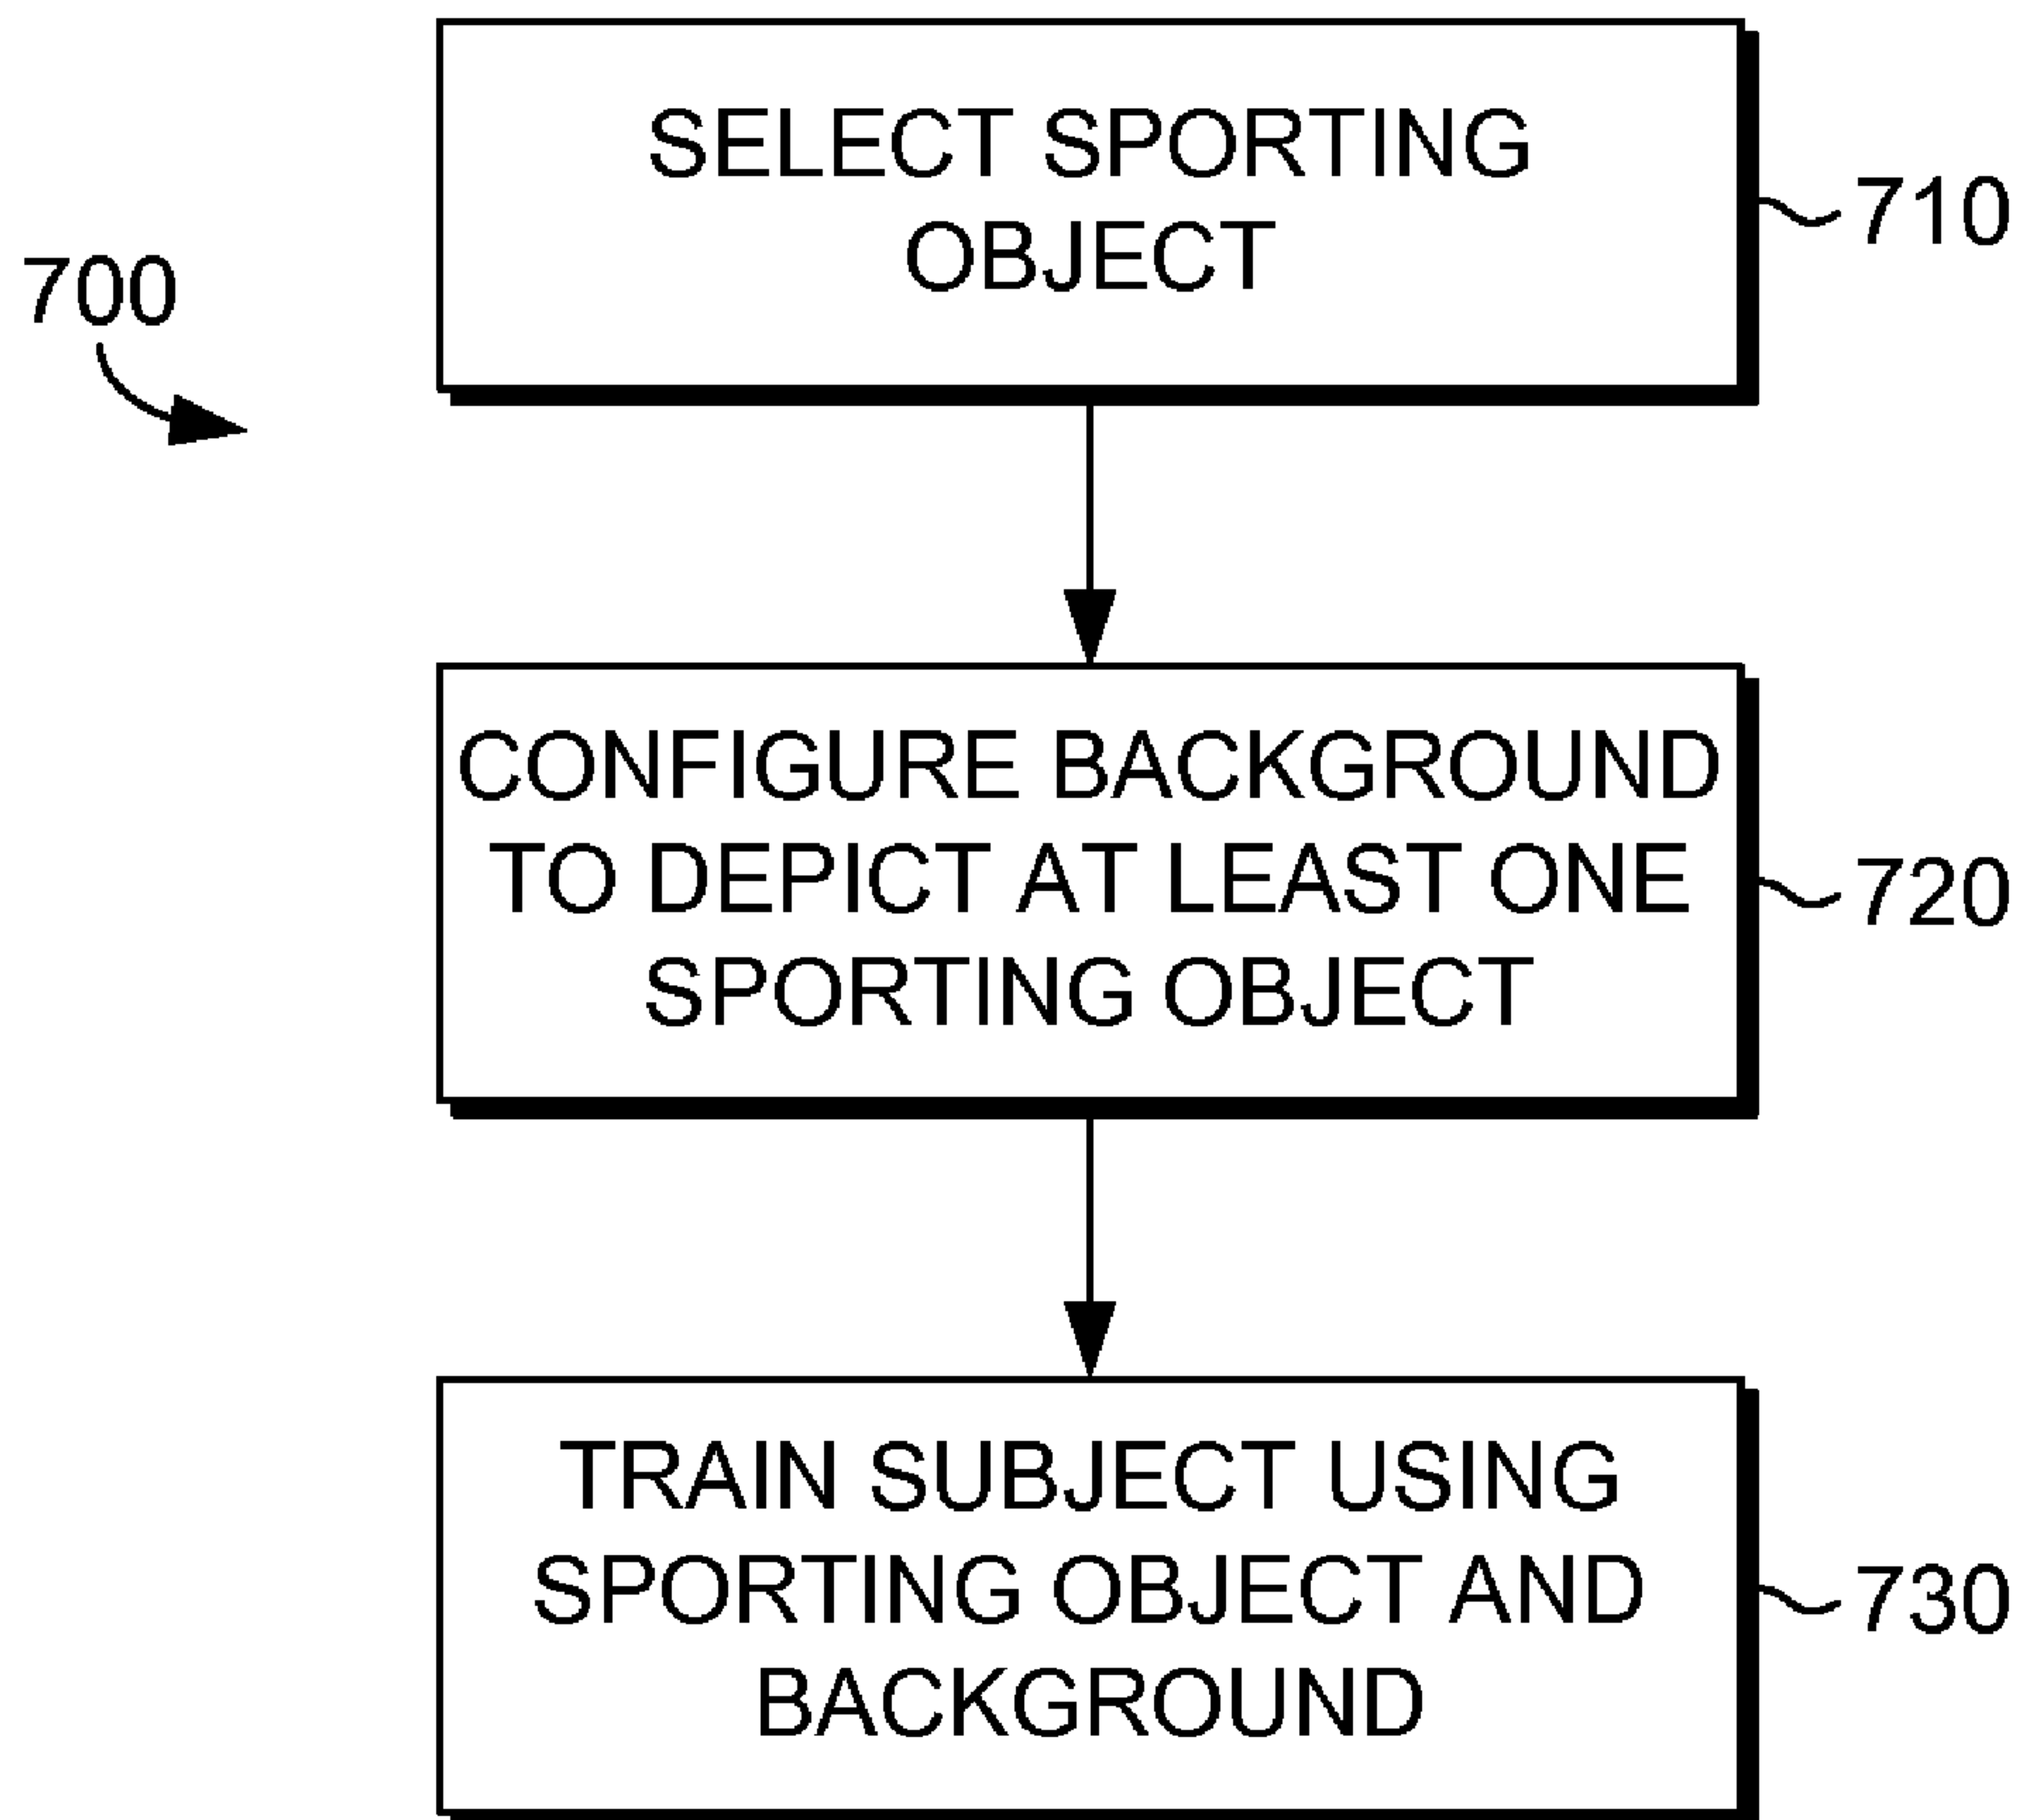 700
SELECT SPORTING
OBJECT
710
CONFIGURE BACKGROUND
TO DEPICT AT LEAST ONE
SPORTING OBJECT
720
TRAIN SUBJECT USING
SPORTING OBJECT AND
BACKGROUND
730